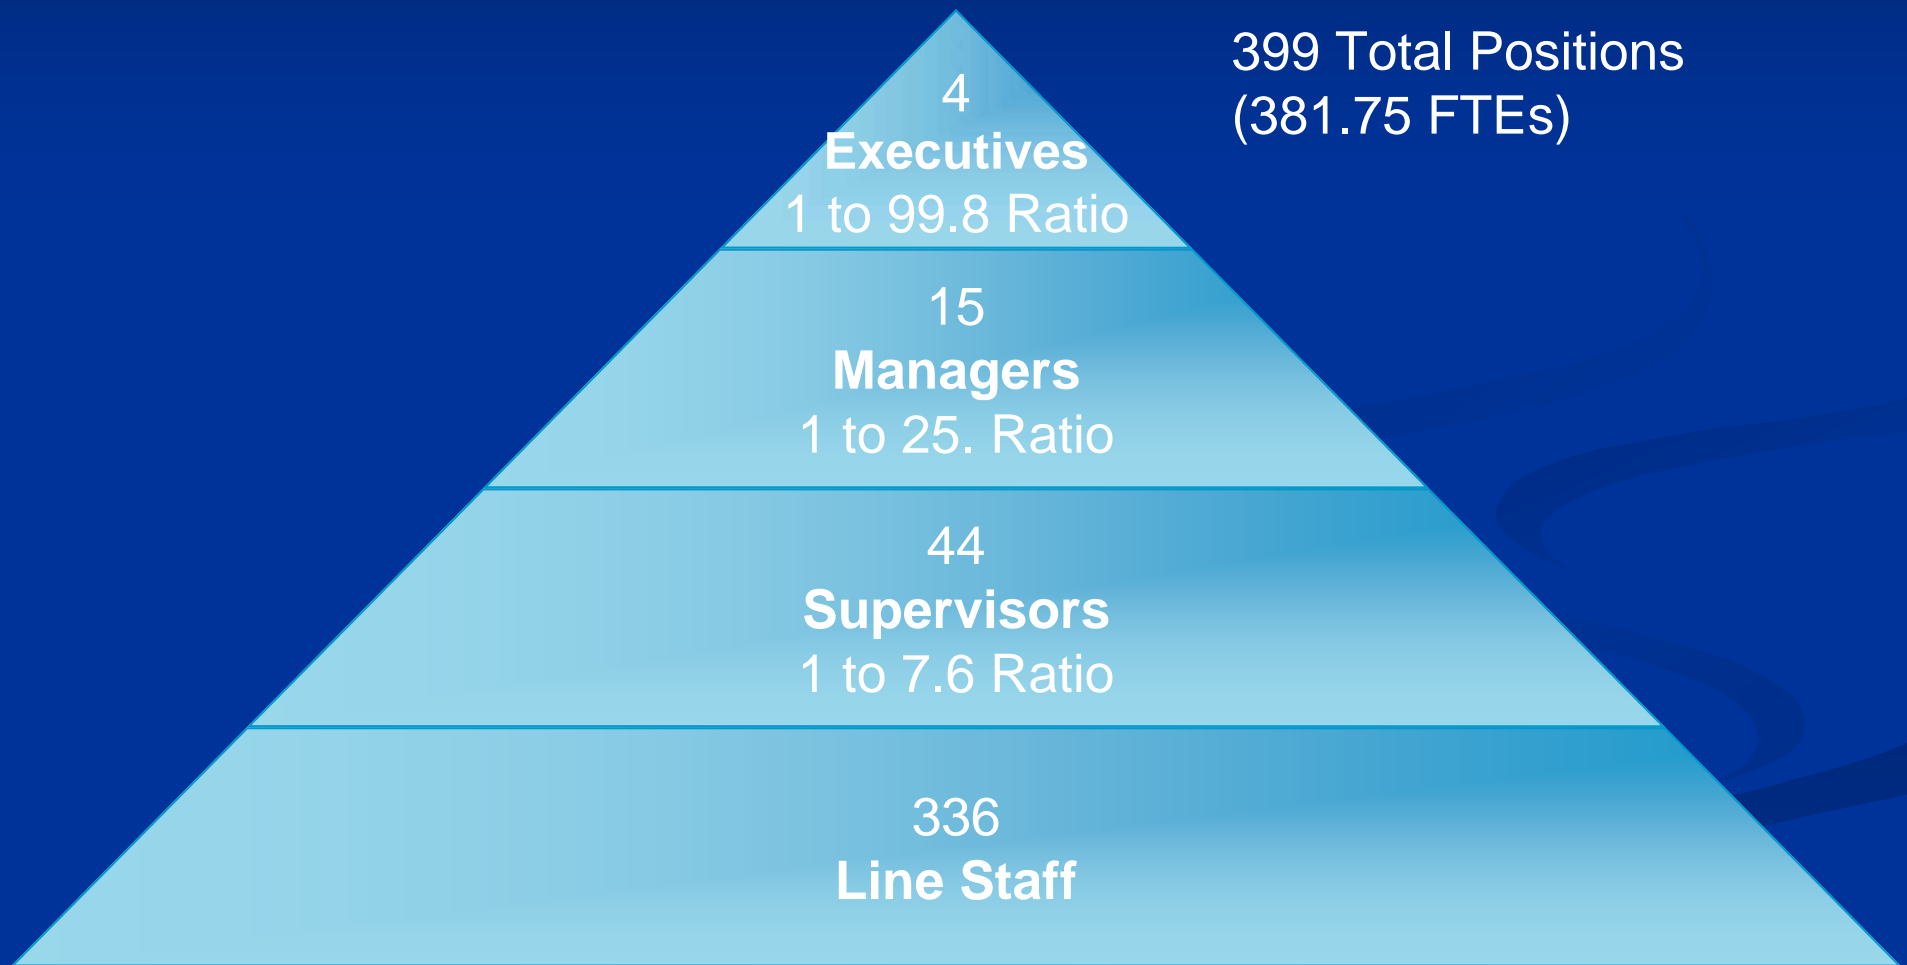 399 Total Positions
(381.75 FTEs)
4
Executives
1 to 99.8 Ratio
15
Managers
1 to 25. Ratio
44
Supervisors
1 to 7.6 Ratio
336
Line Staff